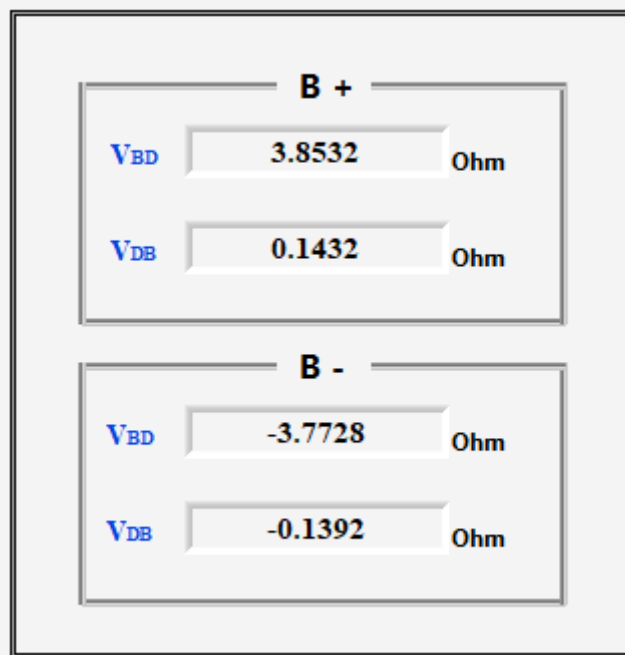 B +
VBD 3.8532 Ohm
VDB 0.1432 Ohm
B -
VBD -3.7728 Ohm
VDB -0.1392 Ohm